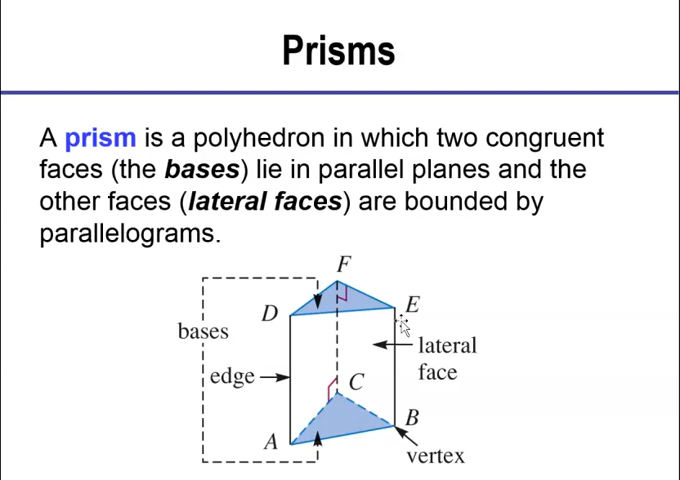 Prisms
A prism is a polyhedron in which two congruent
faces (the bases) lie in parallel planes and the
other faces (lateral faces) are bounded by
parallelograms.
F
D
E
bases
lateral
face
edge
C
B
A
vertex